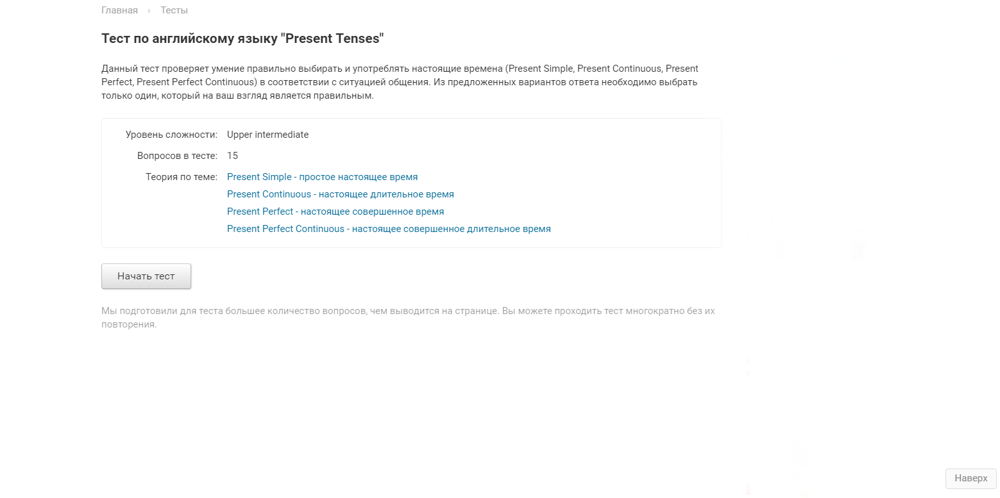 Главная › Тесты
Тест по английскому языку "Present Tenses"
Данный тест проверяет умение правильно выбирать и употреблять настоящие времена (Present Simple, Present Continuous, Present
Perfect, Present Perfect Continuous) в соответствии с ситуацией общения. Из предложенных вариантов ответа необходимо выбрать
только один, который на ваш взгляд является правильным.
Уровень сложности: Upper intermediate
Вопросов в тесте: 15
Теория по теме: Present Simple - простое настоящее время
Present Continuous - настоящее длительное время
Present Perfect - настоящее совершенное время
Present Perfect Continuous - настоящее совершенное длительное время
Начать тест
Мы подготовили для теста большее количество вопросов, чем выводится на странице. Вы можете проходить тест многократно без их
повторения.
Наверх